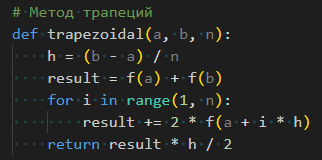 # Метод трапеций
def trapezoidal(a, b, n):
    h = (b - a) / n
    result = f(a) + f(b)
    for i in range(1, n):
        result += 2 * f(a + i * h)
    return result * h / 2